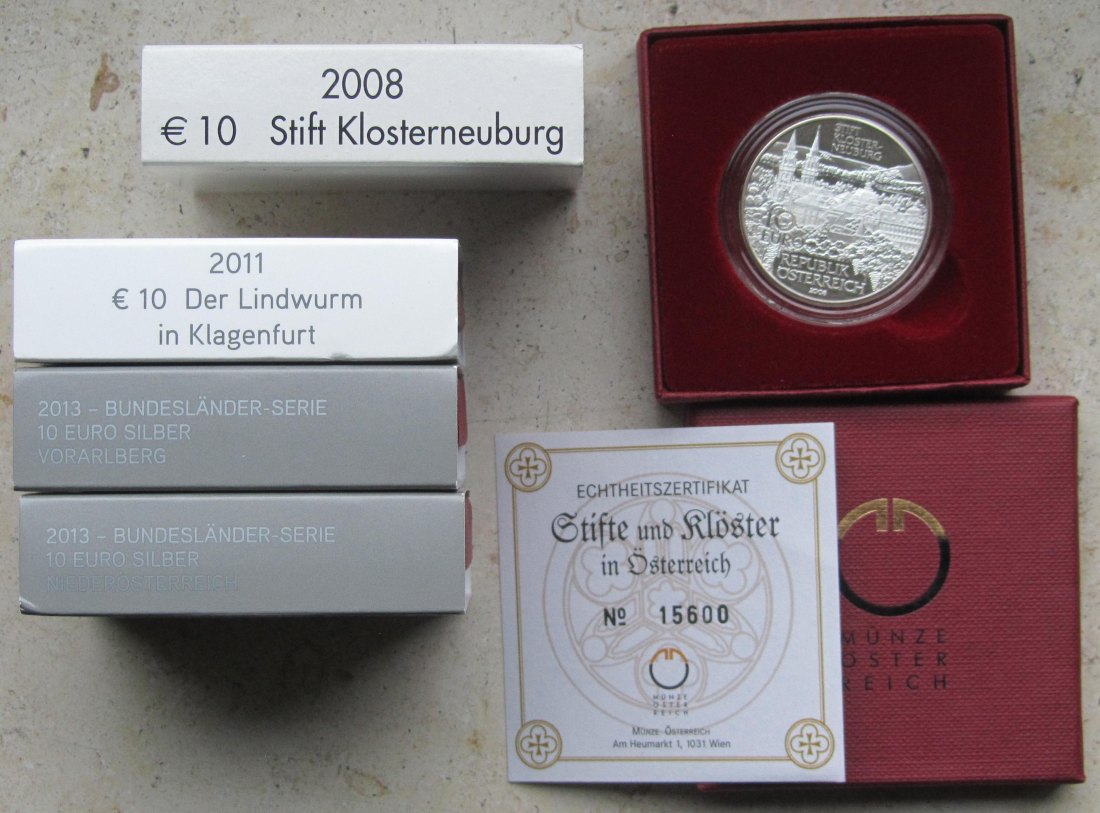 2008
€ 10 Stift Klosterneuburg
2011
€ 10 Der Lindwurm
in Klagenfurt
2013 – BUNDESLÄNDER-SERIE
10 EURO SILBER
VORARLBERG
2013 – BUNDESLÄNDER-SERIE
10 EURO SILBER
NIEDERÖSTERREICH
STIFT
KLOSTER-
NEUBURG
10
EURO
REPUBLIK
ÖSTERREICH
2008
ECHTHEITSZERTIFIKAT
Stifte und Klöster
in Österreich
№ 15600
MÜNZE
ÖSTER
REICH
MÜNZE ÖSTERREICH
Am Heumarkt 1, 1031 Wien
MÜNZE
ÖSTER
REICH